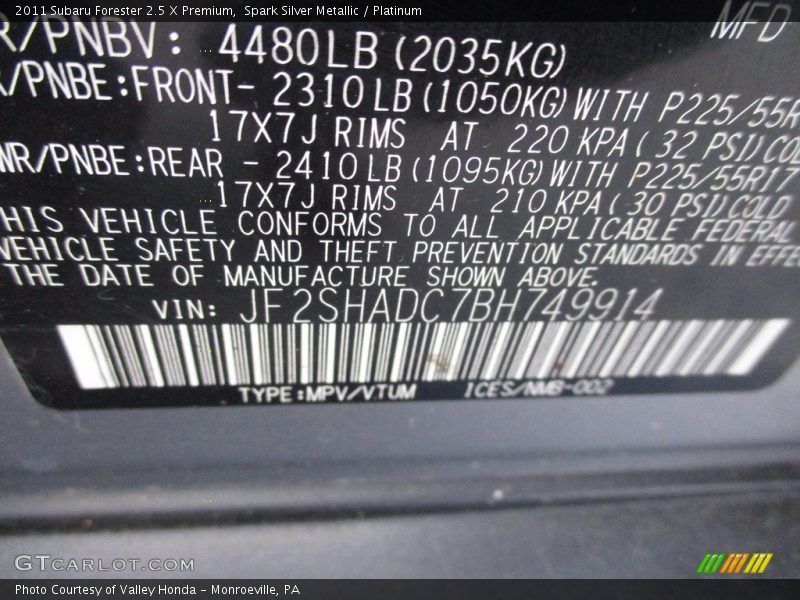 2011 Subaru Forester 2.5 X Premium,  Spark Silver Metallic / Platinum
MFD
R/PNBV: 4480LB (2035KG)
/PNBE:FRONT- 2310LB(1050KG)WITH P225/55R
17X7J RIMS AT 220 KPA ( 32 PSI)COL
WR/PNBE:REAR - 2410LB(1095KG)WITH P225/55R17
17X7J RIMS AT 210 KPA ( 30 PSI)COLD
HIS VEHICLE CONFORMS TO ALL APPLICABLE FEDERAL
VEHICLE SAFETY AND THEFT PREVENTION STANDARDS IN EFFE
THE DATE OF MANUFACTURE SHOWN ABOVE.
VIN: JF2SHADC7BH749914
TYPE:MPV/VTUM ICES/NMB-002
GTCARLOT.COM
Photo Courtesy of Valley Honda - Monroeville, PA